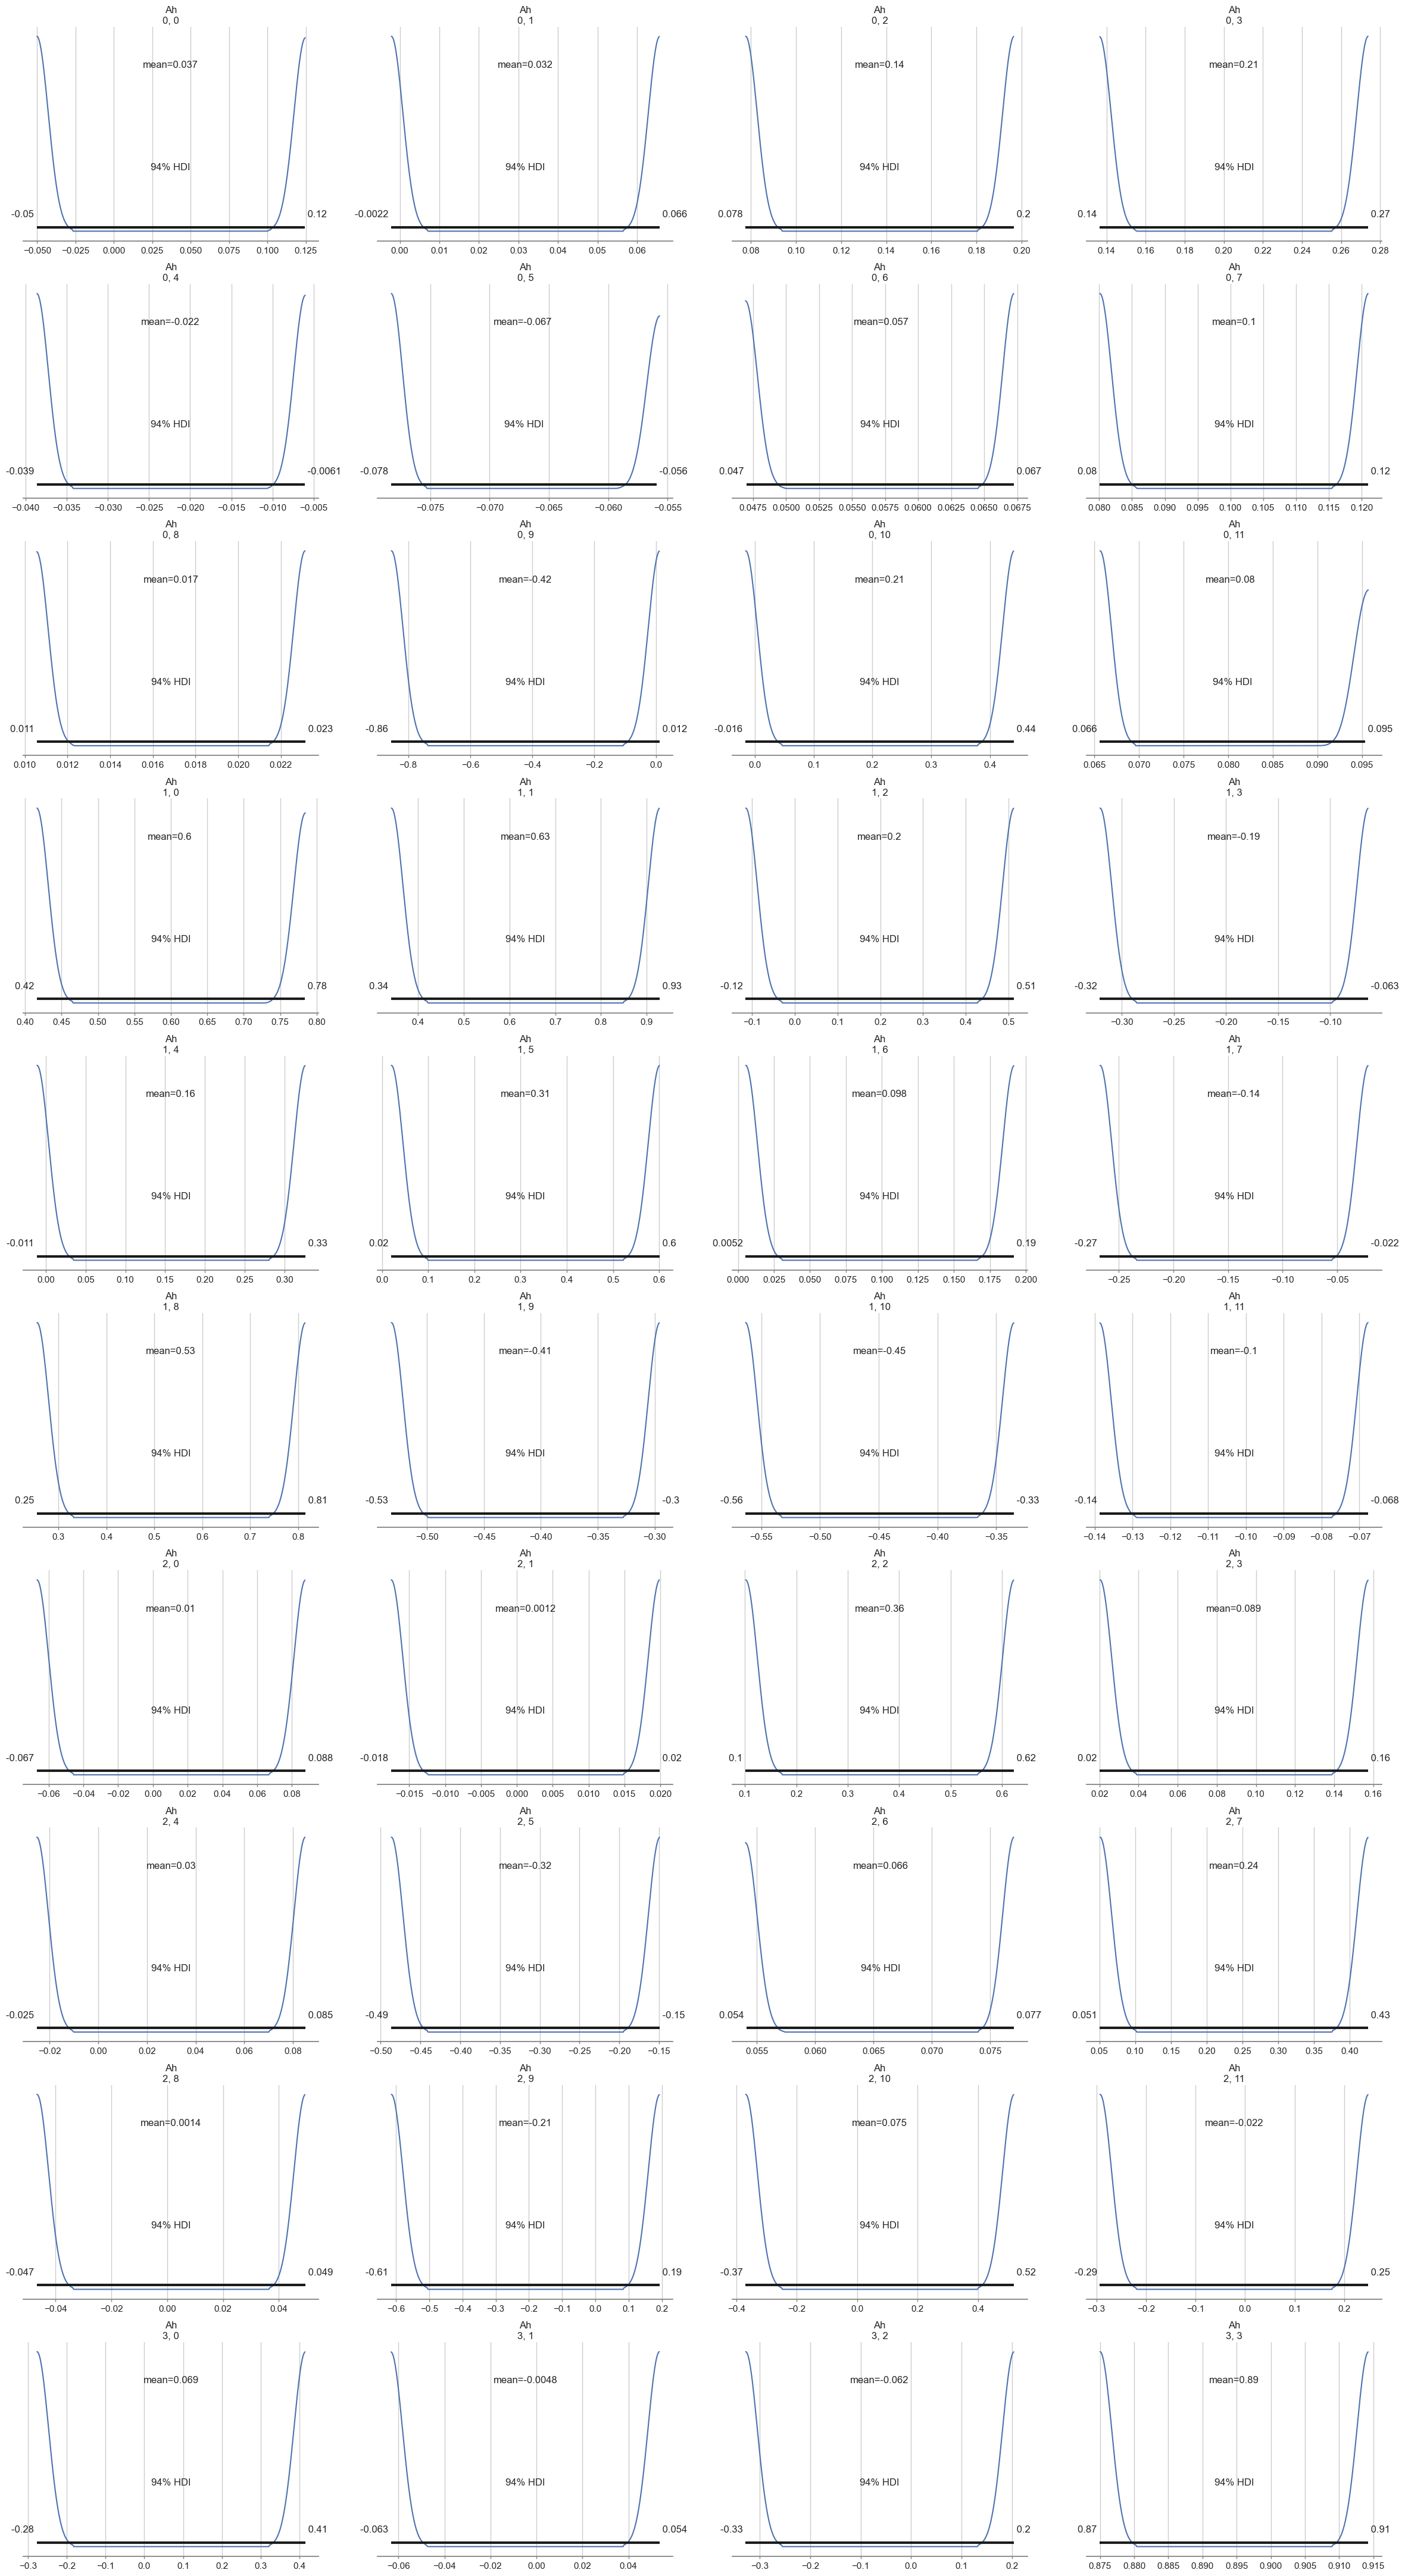 Ah
0, 0
mean=0.037
94% HDI
-0.05 0.12
−0.050 −0.025 0.000 0.025 0.050 0.075 0.100 0.125
Ah
0, 1
mean=0.032
94% HDI
-0.0022 0.066
0.00 0.01 0.02 0.03 0.04 0.05 0.06
Ah
0, 2
mean=0.14
94% HDI
0.078 0.2
0.08 0.10 0.12 0.14 0.16 0.18 0.20
Ah
0, 3
mean=0.21
94% HDI
0.14 0.27
0.14 0.16 0.18 0.20 0.22 0.24 0.26 0.28
Ah
0, 4
mean=-0.022
94% HDI
-0.039 -0.0061
−0.040 −0.035 −0.030 −0.025 −0.020 −0.015 −0.010 −0.005
Ah
0, 5
mean=-0.067
94% HDI
-0.078 -0.056
−0.075 −0.070 −0.065 −0.060 −0.055
Ah
0, 6
mean=0.057
94% HDI
0.047 0.067
0.0475 0.0500 0.0525 0.0550 0.0575 0.0600 0.0625 0.0650 0.0675
Ah
0, 7
mean=0.1
94% HDI
0.08 0.12
0.080 0.085 0.090 0.095 0.100 0.105 0.110 0.115 0.120
Ah
0, 8
mean=0.017
94% HDI
0.011 0.023
0.010 0.012 0.014 0.016 0.018 0.020 0.022
Ah
0, 9
mean=-0.42
94% HDI
-0.86 0.012
−0.8 −0.6 −0.4 −0.2 0.0
Ah
0, 10
mean=0.21
94% HDI
-0.016 0.44
0.0 0.1 0.2 0.3 0.4
Ah
0, 11
mean=0.08
94% HDI
0.066 0.095
0.065 0.070 0.075 0.080 0.085 0.090 0.095
Ah
1, 0
mean=0.6
94% HDI
0.42 0.78
0.40 0.45 0.50 0.55 0.60 0.65 0.70 0.75 0.80
Ah
1, 1
mean=0.63
94% HDI
0.34 0.93
0.4 0.5 0.6 0.7 0.8 0.9
Ah
1, 2
mean=0.2
94% HDI
-0.12 0.51
−0.1 0.0 0.1 0.2 0.3 0.4 0.5
Ah
1, 3
mean=-0.19
94% HDI
-0.32 -0.063
−0.30 −0.25 −0.20 −0.15 −0.10
Ah
1, 4
mean=0.16
94% HDI
-0.011 0.33
0.00 0.05 0.10 0.15 0.20 0.25 0.30
Ah
1, 5
mean=0.31
94% HDI
0.02 0.6
0.0 0.1 0.2 0.3 0.4 0.5 0.6
Ah
1, 6
mean=0.098
94% HDI
0.0052 0.19
0.000 0.025 0.050 0.075 0.100 0.125 0.150 0.175 0.200
Ah
1, 7
mean=-0.14
94% HDI
-0.27 -0.022
−0.25 −0.20 −0.15 −0.10 −0.05
Ah
1, 8
mean=0.53
94% HDI
0.25 0.81
0.3 0.4 0.5 0.6 0.7 0.8
Ah
1, 9
mean=-0.41
94% HDI
-0.53 -0.3
−0.50 −0.45 −0.40 −0.35 −0.30
Ah
1, 10
mean=-0.45
94% HDI
-0.56 -0.33
−0.55 −0.50 −0.45 −0.40 −0.35
Ah
1, 11
mean=-0.1
94% HDI
-0.14 -0.068
−0.14 −0.13 −0.12 −0.11 −0.10 −0.09 −0.08 −0.07
Ah
2, 0
mean=0.01
94% HDI
-0.067 0.088
−0.06 −0.04 −0.02 0.00 0.02 0.04 0.06 0.08
Ah
2, 1
mean=0.0012
94% HDI
-0.018 0.02
−0.015 −0.010 −0.005 0.000 0.005 0.010 0.015 0.020
Ah
2, 2
mean=0.36
94% HDI
0.1 0.62
0.1 0.2 0.3 0.4 0.5 0.6
Ah
2, 3
mean=0.089
94% HDI
0.02 0.16
0.02 0.04 0.06 0.08 0.10 0.12 0.14 0.16
Ah
2, 4
mean=0.03
94% HDI
-0.025 0.085
−0.02 0.00 0.02 0.04 0.06 0.08
Ah
2, 5
mean=-0.32
94% HDI
-0.49 -0.15
−0.50 −0.45 −0.40 −0.35 −0.30 −0.25 −0.20 −0.15
Ah
2, 6
mean=0.066
94% HDI
0.054 0.077
0.055 0.060 0.065 0.070 0.075
Ah
2, 7
mean=0.24
94% HDI
0.051 0.43
0.05 0.10 0.15 0.20 0.25 0.30 0.35 0.40
Ah
2, 8
mean=0.0014
94% HDI
-0.047 0.049
−0.04 −0.02 0.00 0.02 0.04
Ah
2, 9
mean=-0.21
94% HDI
-0.61 0.19
−0.6 −0.5 −0.4 −0.3 −0.2 −0.1 0.0 0.1 0.2
Ah
2, 10
mean=0.075
94% HDI
-0.37 0.52
−0.4 −0.2 0.0 0.2 0.4
Ah
2, 11
mean=-0.022
94% HDI
-0.29 0.25
−0.3 −0.2 −0.1 0.0 0.1 0.2
Ah
3, 0
mean=0.069
94% HDI
-0.28 0.41
−0.3 −0.2 −0.1 0.0 0.1 0.2 0.3 0.4
Ah
3, 1
mean=-0.0048
94% HDI
-0.063 0.054
−0.06 −0.04 −0.02 0.00 0.02 0.04
Ah
3, 2
mean=-0.062
94% HDI
-0.33 0.2
−0.3 −0.2 −0.1 0.0 0.1 0.2
Ah
3, 3
mean=0.89
94% HDI
0.87 0.91
0.875 0.880 0.885 0.890 0.895 0.900 0.905 0.910 0.915